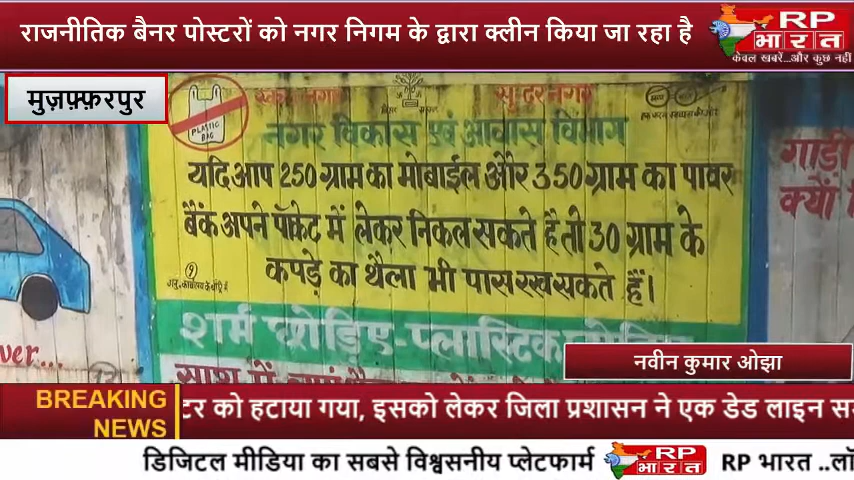 राजनीतिक बैनर पोस्टरों को नगर निगम के द्वारा क्लीन किया जा रहा है
RP
भारत
केवल खबरें...और कुछ नहीं
मुज़फ़्फ़रपुर
PLASTIC BAG
सुन्दर नगर
नगर विकास एवं आवास विभाग
यदि आप 250 ग्राम का मोबाईल और 350 ग्राम का पावर
बैंक अपने पॉकेट में लेकर निकल सकते है तो 30 ग्राम के
कपड़े का थैला भी पास रख सकते हैं।
गाड़ी
क्यों
शर्म छोड़िए-प्लास्टिक
ver...
साथ में
नवीन कुमार ओझा
BREAKING
NEWS
टर को हटाया गया, इसको लेकर जिला प्रशासन ने एक डेड लाइन
डिजिटल मीडिया का सबसे विश्वसनीय प्लेटफार्म RP भारत RP भारत ..लॉ